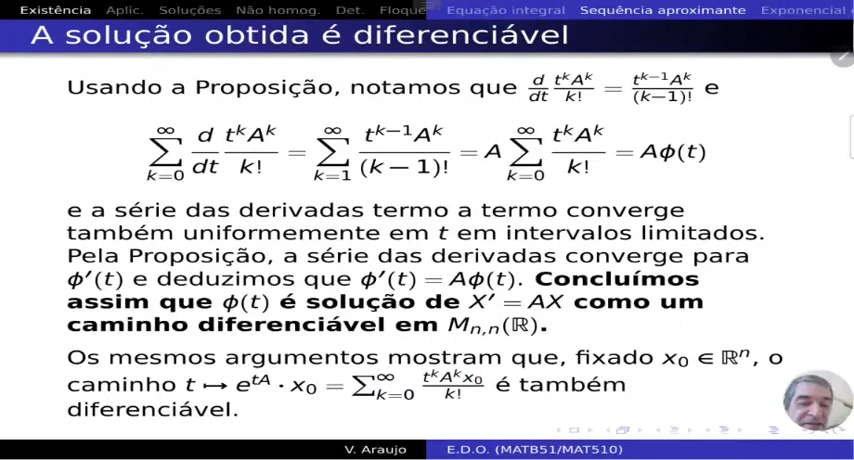 Existência Aplic. Soluções Não homog. Det. Floque Equação integral Sequência aproximante Exponencial
A solução obtida é diferenciável
Usando a Proposição, notamos que d/dt t^k A^k / k! = t^{k−1}A^k / (k−1)! e
∑_{k=0}^{∞} d/dt t^k A^k / k! = ∑_{k=1}^{∞} t^{k−1}A^k / (k − 1)! = A ∑_{k=0}^{∞} t^k A^k / k! = Aϕ(t)
e a série das derivadas termo a termo converge
também uniformemente em t em intervalos limitados.
Pela Proposição, a série das derivadas converge para
ϕ′(t) e deduzimos que ϕ′(t) = Aϕ(t). Concluímos
assim que ϕ(t) é solução de X′ = AX como um
caminho diferenciável em M_{n,n}(ℝ).
Os mesmos argumentos mostram que, fixado x₀ ∈ ℝⁿ, o
caminho t ↦ e^{tA} · x₀ = ∑_{k=0}^{∞} t^k A^k x₀ / k! é também
diferenciável.
V. Araujo E.D.O. (MATB51/MAT510)